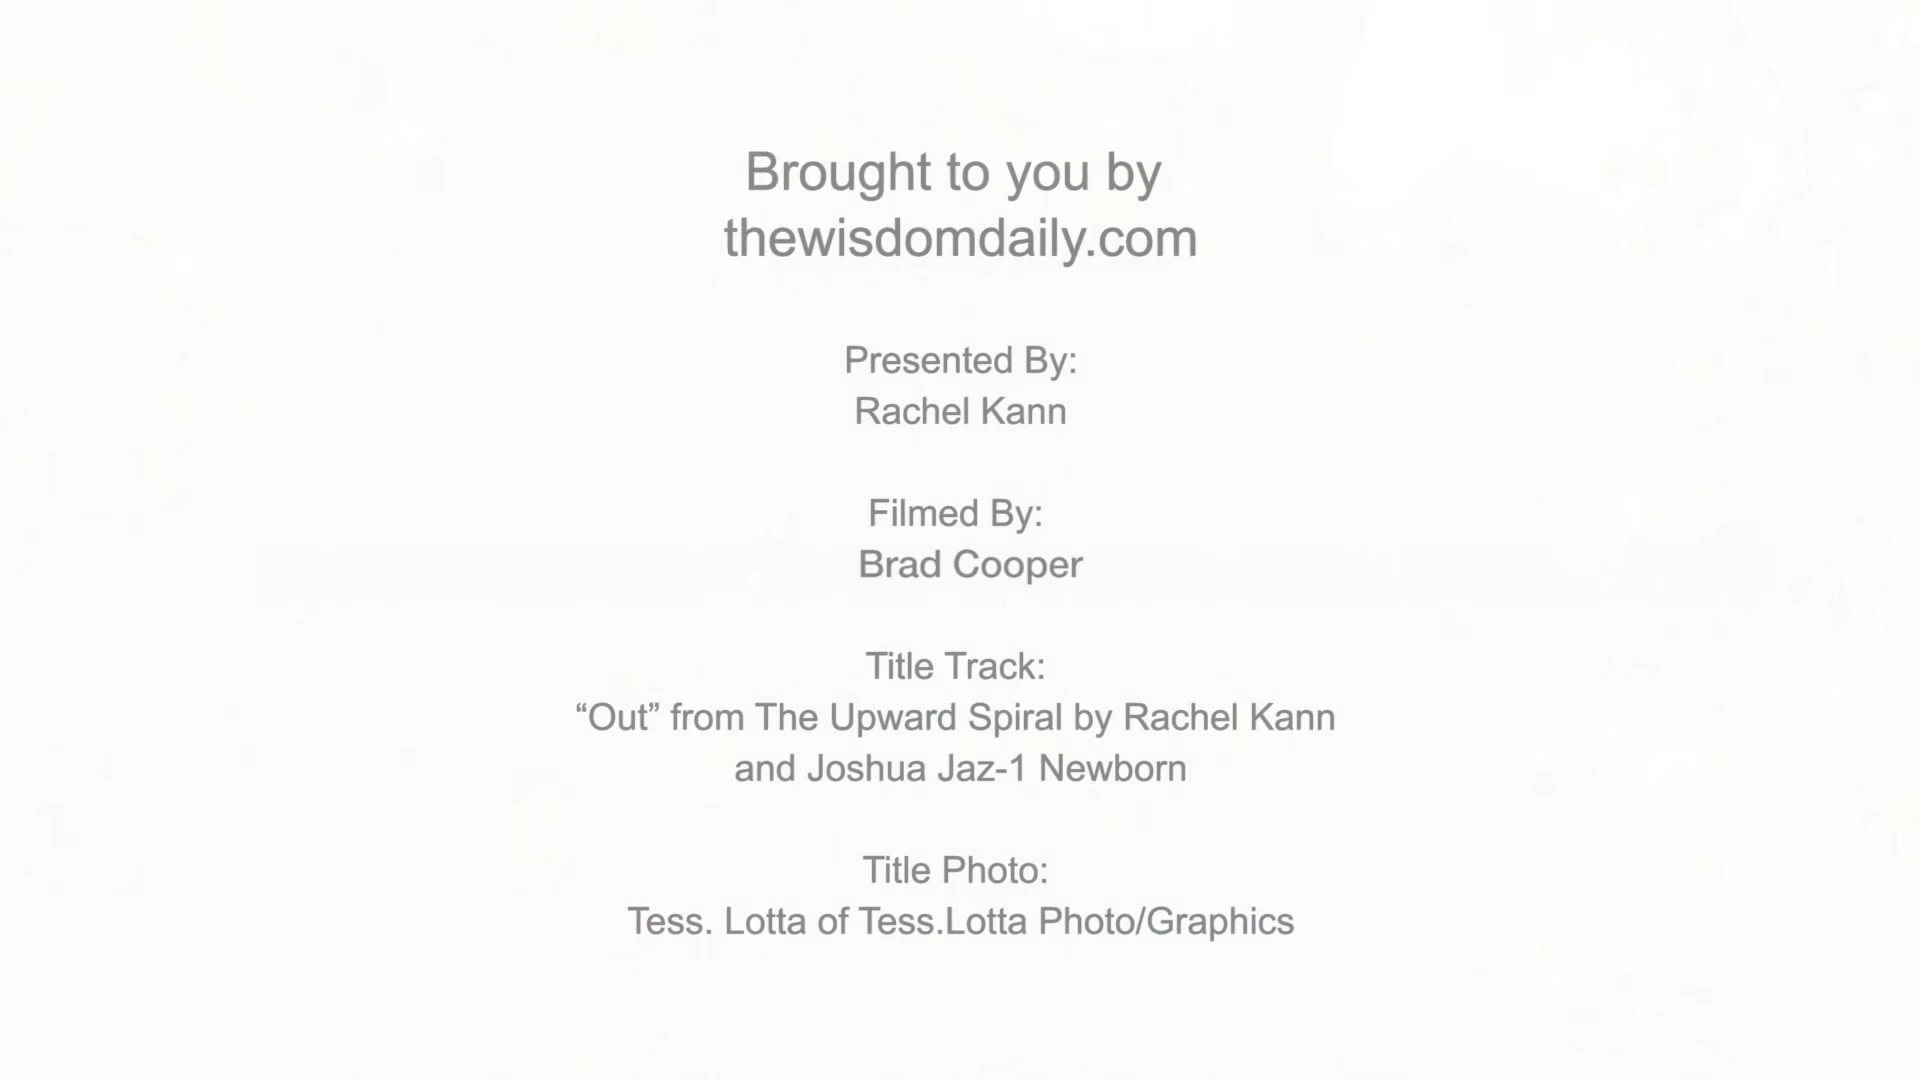 Brought to you by
thewisdomdaily.com
Presented By:
Rachel Kann
Filmed By:
Brad Cooper
Title Track:
“Out” from The Upward Spiral by Rachel Kann
and Joshua Jaz-1 Newborn
Title Photo:
Tess. Lotta of Tess.Lotta Photo/Graphics